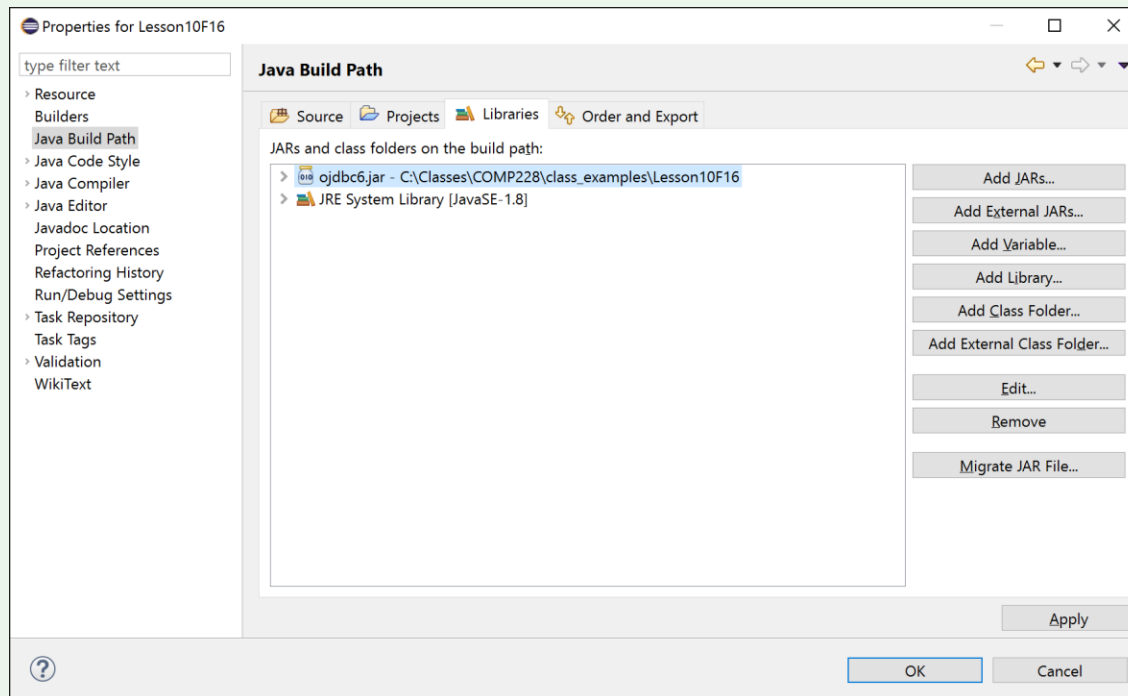 Properties for Lesson10F16
type filter text
Resource
Builders
Java Build Path
Java Code Style
Java Compiler
Java Editor
Javadoc Location
Project References
Refactoring History
Run/Debug Settings
Task Repository
Task Tags
Validation
WikiText
Java Build Path
Source Projects Libraries Order and Export
JARs and class folders on the build path:
ojdbc6.jar - C:\Classes\COMP228\class_examples\Lesson10F16
JRE System Library [JavaSE-1.8]
Add JARs...
Add External JARs...
Add Variable...
Add Library...
Add Class Folder...
Add External Class Folder...
Edit...
Remove
Migrate JAR File...
Apply
?
OK Cancel